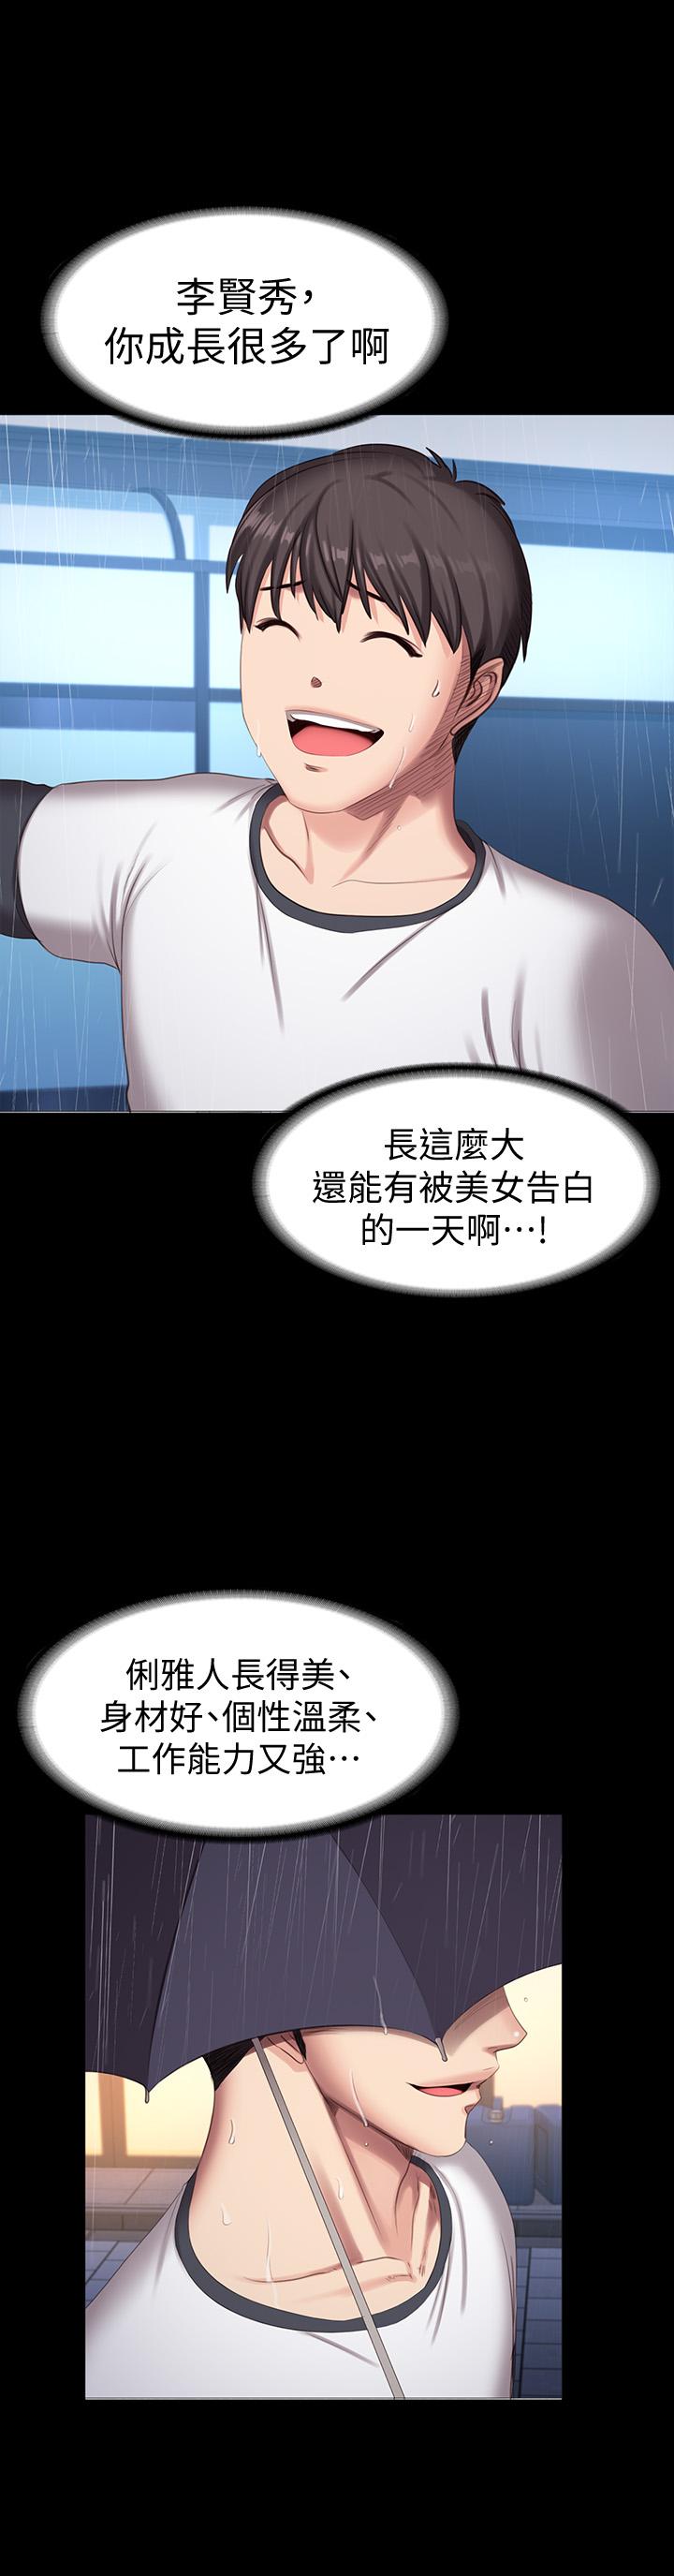 李賢秀，
你成長很多了啊
長這麼大
還能有被美女告白
的一天啊⋯!
俐雅人長得美、
身材好、個性溫柔、
工作能力又強⋯